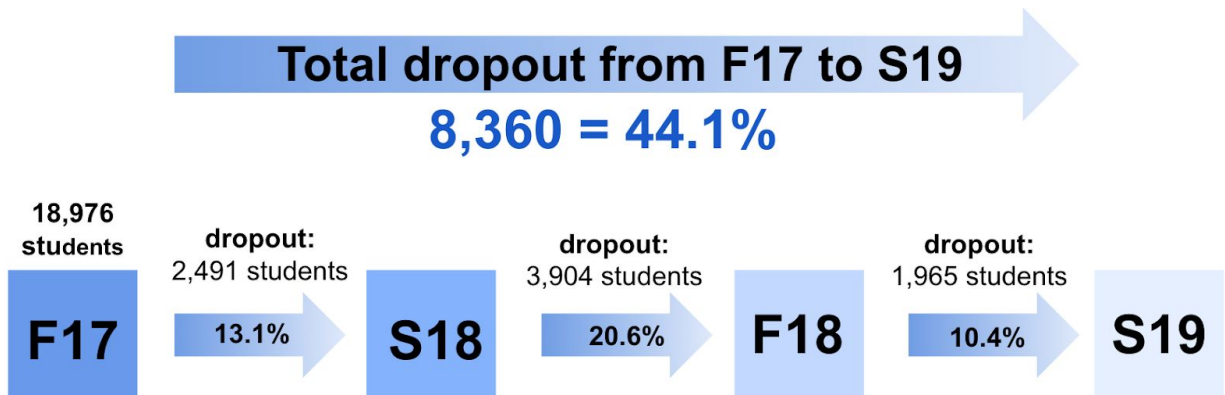 Total dropout from F17 to S19
8,360 = 44.1%
18,976
students
dropout:
2,491 students
dropout:
3,904 students
dropout:
1,965 students
F17
13.1%
S18
20.6%
F18
10.4%
S19